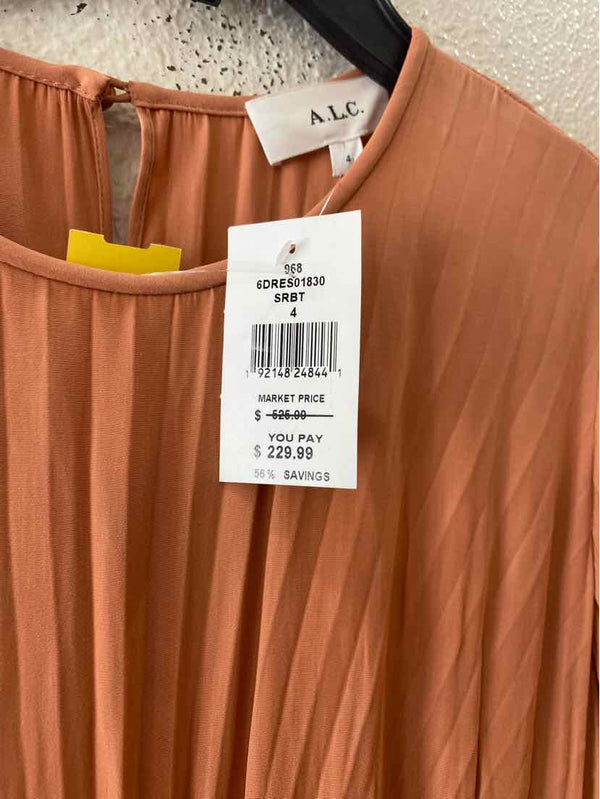 A.L.C.
4
968
6DRES01830
SRBT
4
1 92148 24844 1
MARKET PRICE
$ 525.00
YOU PAY
$ 229.99
56% SAVINGS